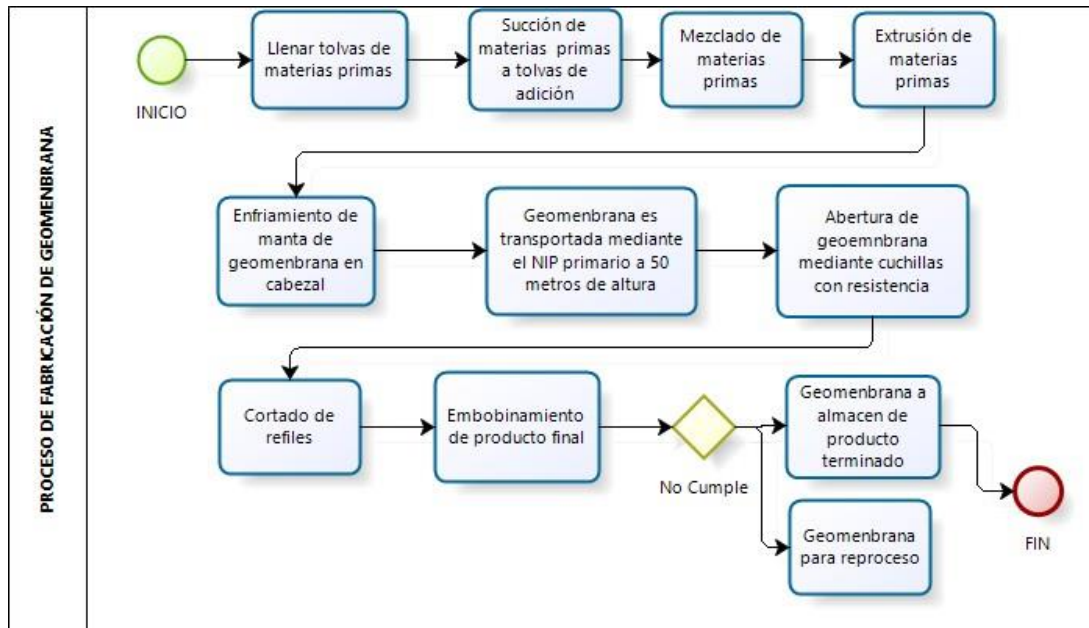 PROCESO DE FABRICACIÓN DE GEOMENBRANA
INICIO
Llenar tolvas de
materias primas
Succión de
materias primas
a tolvas de
adición
Mezclado de
materias
primas
Extrusión de
materias
primas
Enfriamiento de
manta de
geomenbrana en
cabezal
Geomenbrana es
transportada mediante
el NIP primario a 50
metros de altura
Abertura de
geoemnbrana
mediante cuchillas
con resistencia
Cortado de
refiles
Embobinamiento
de producto final
No Cumple
Geomenbrana a
almacen de
producto
terminado
Geomenbrana
para reproceso
FIN